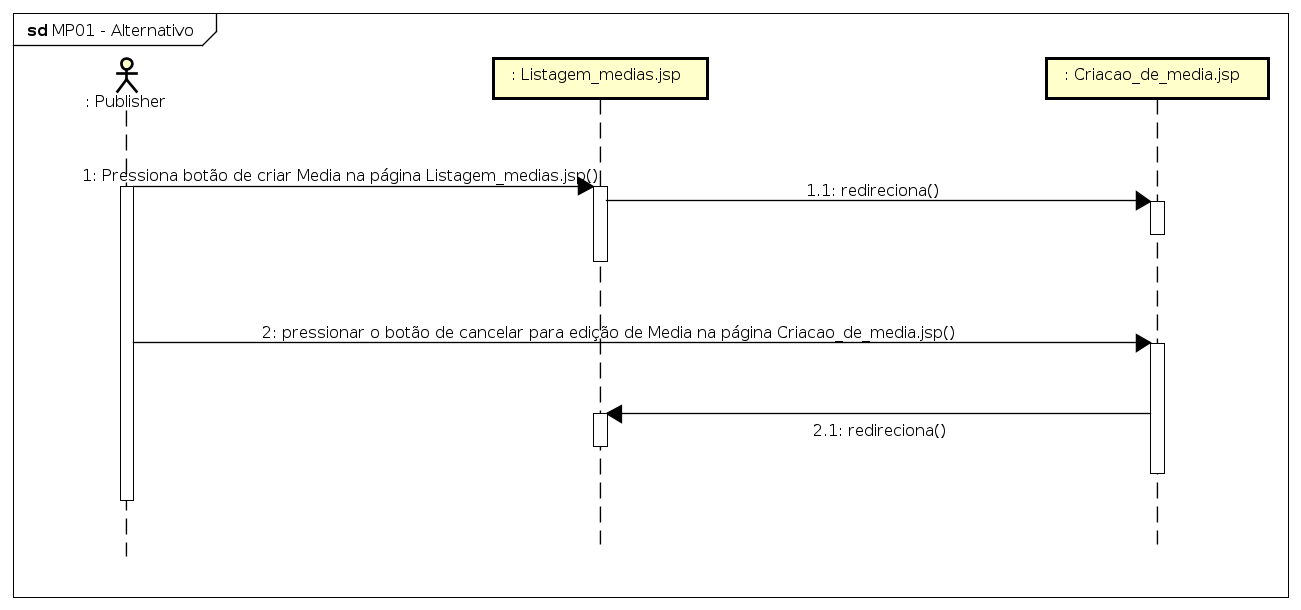 sd MP01 - Alternativo
: Publisher
: Listagem_medias.jsp
: Criacao_de_media.jsp
1: Pressiona botão de criar Media na página Listagem_medias.jsp()
1.1: redireciona()
2: pressionar o botão de cancelar para edição de Media na página Criacao_de_media.jsp()
2.1: redireciona()